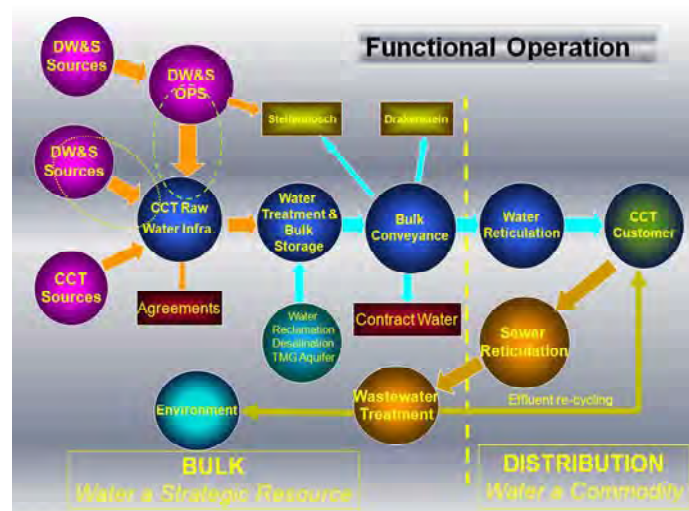 Functional Operation
DW&S
Sources
DW&S
OPS
Stellenbosch
Drakenstein
DW&S
Sources
CCT Raw
Water Infra.
Water
Treatment &
Bulk
Storage
Bulk
Conveyance
Water
Reticulation
CCT
Customer
CCT
Sources
Agreements
Water
Reclamation
Desalination
TMG Aquifer
Contract Water
Sewer
Reticulation
Environment
Wastewater
Treatment
Effluent re-cycling
BULK
Water a Strategic Resource
DISTRIBUTION
Water a Commodity